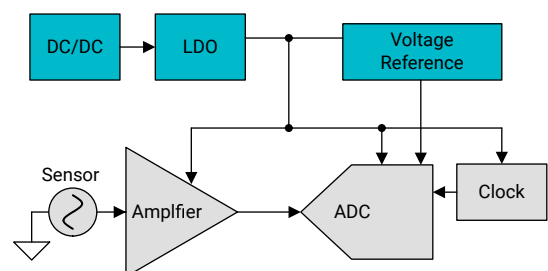 DC/DC
LDO
Voltage
Reference
Sensor
Amplfier
ADC
Clock